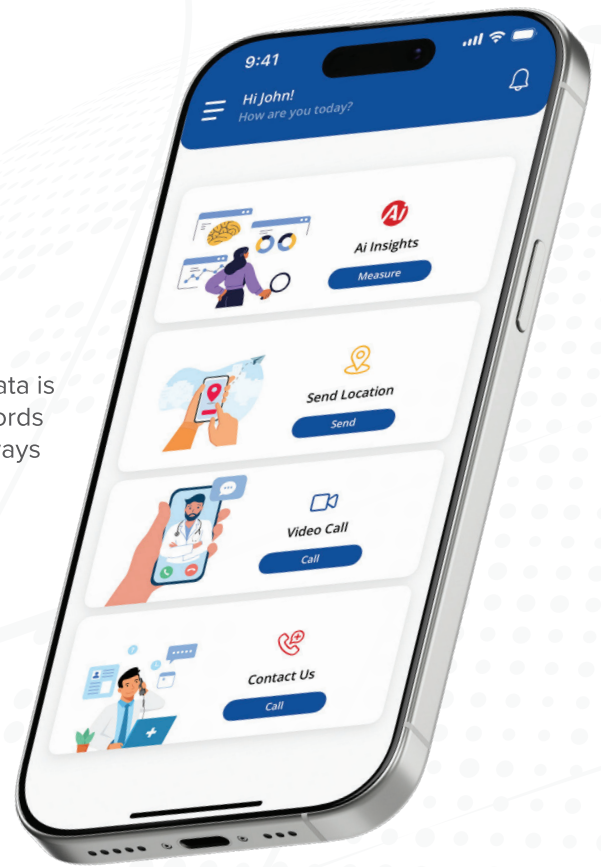 9:41
Hi John!
How are you today?
Ai
Ai Insights
Measure
Send Location
Send
Video Call
Call
Contact Us
Call
ata is
ords
ays